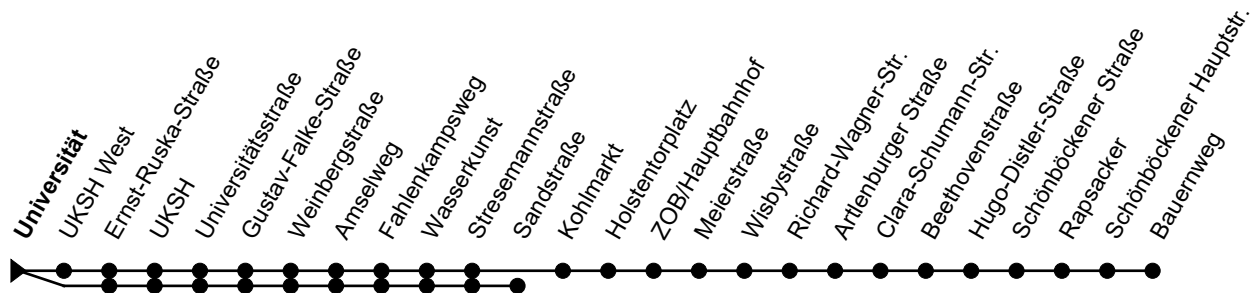 Universität
UKSH West
Ernst-Ruska-Straße
UKSH
Universitätsstraße
Gustav-Falke-Straße
Weinbergstraße
Amselweg
Fahlenkampsweg
Wasserkunst
Stresemannstraße
Sandstraße
Kohlmarkt
Holstentorplatz
ZOB/Hauptbahnhof
Meierstraße
Wisbystraße
Richard-Wagner-Str.
Artlenburger Straße
Clara-Schumann-Str.
Beethovenstraße
Hugo-Distler-Straße
Schönböckener Straße
Rapsacker
Schönböckener Hauptstr.
Bauernweg